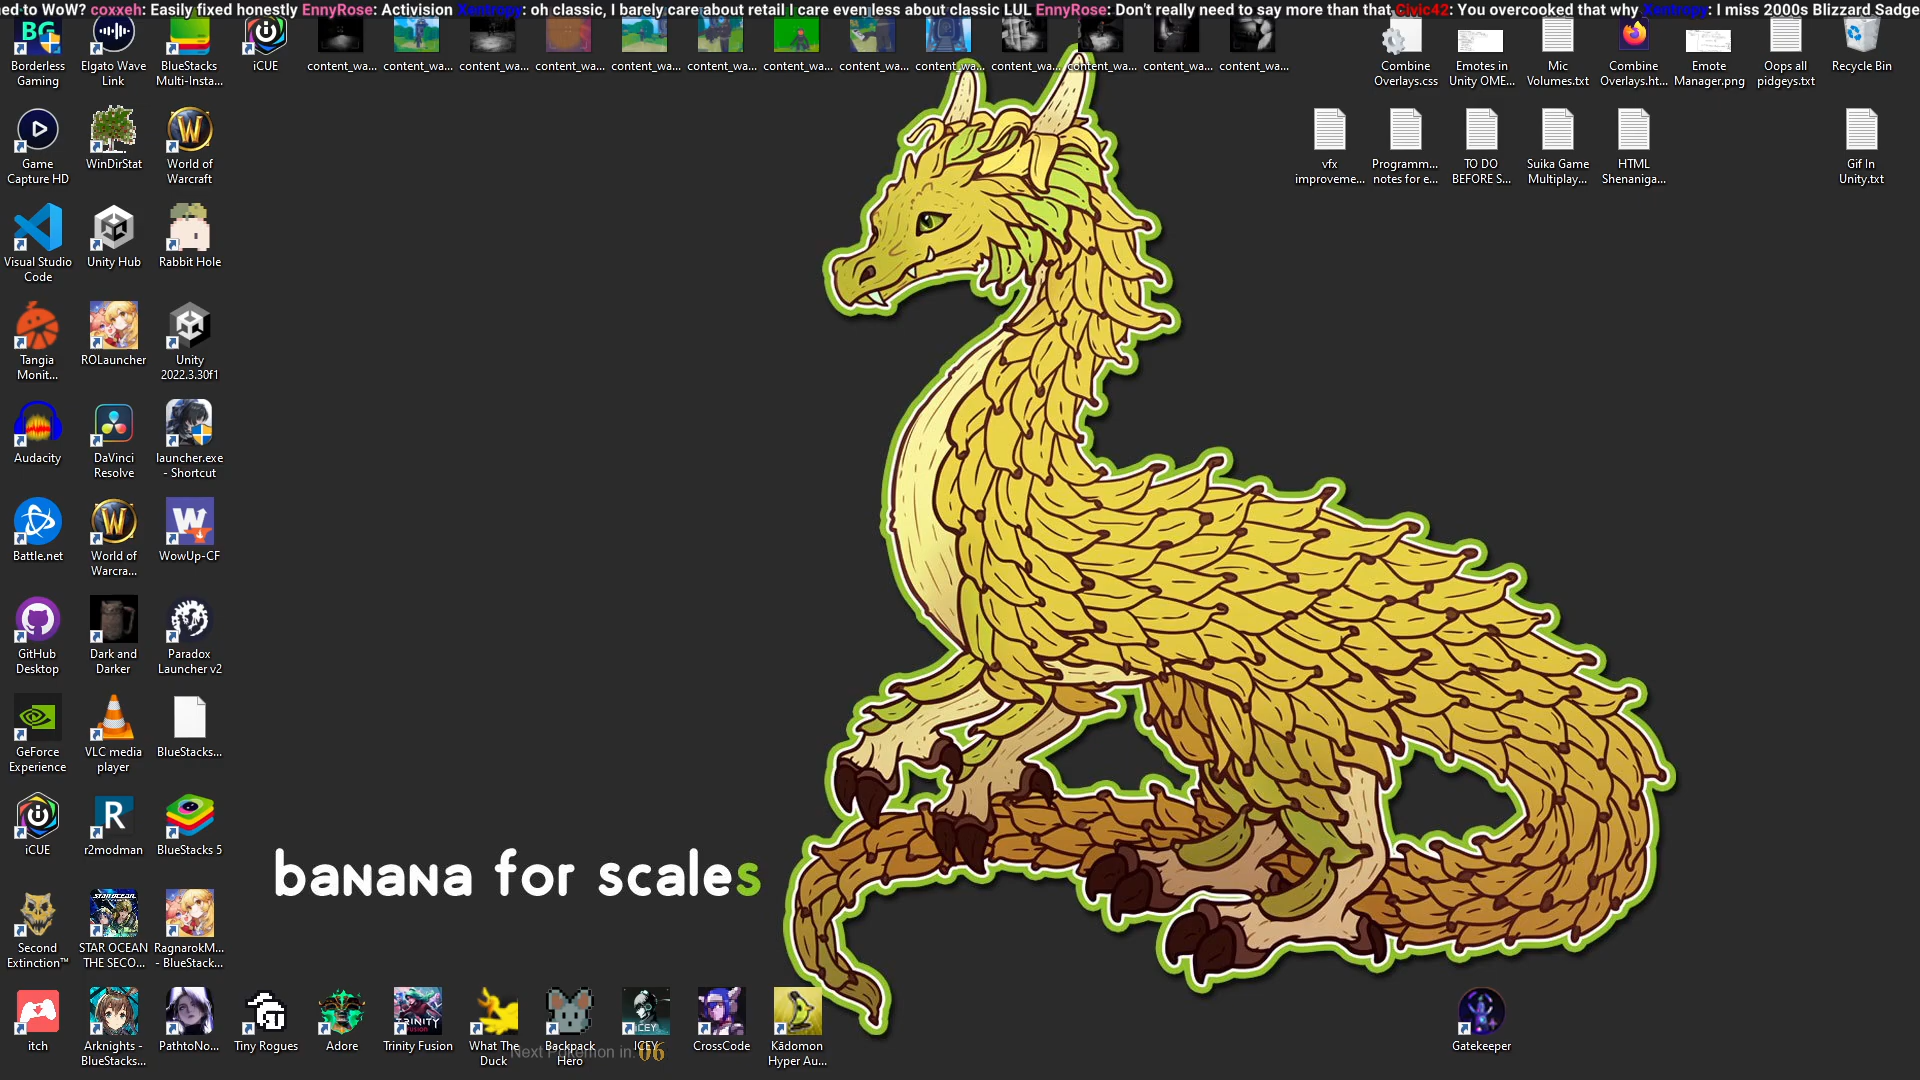 ned to WoW? coxxeh: Easily fixed honestly EnnyRose: Activision Xentropy: oh classic, I barely care about retail I care even less about classic LUL EnnyRose: Don't really need to say more than that Civic42: You overcooked that why Xentropy: I miss 2000s Blizzard Sadge
Borderless Gaming
Elgato Wave Link
BlueStacks Multi-Insta...
iCUE
content_wa...
content_wa...
content_wa...
content_wa...
content_wa...
content_wa...
content_wa...
content_wa...
content_wa...
content_wa...
content_wa...
content_wa...
content_wa...
Combine Overlays.css
Emotes in Unity OME...
Mic Volumes.txt
Combine Overlays.ht...
Emote Manager.png
Oops all pidgeys.txt
Recycle Bin
Game Capture HD
WinDirStat
World of Warcraft
vfx improveme...
Programm... notes for e...
TO DO BEFORE S...
Suika Game Multiplay...
HTML Shenaniga...
Gif In Unity.txt
Visual Studio Code
Unity Hub
Rabbit Hole
Tangia Monit...
ROLauncher
Unity 2022.3.30f1
Audacity
DaVinci Resolve
launcher.exe - Shortcut
Battle.net
World of Warcra...
WowUp-CF
GitHub Desktop
Dark and Darker
Paradox Launcher v2
GeForce Experience
VLC media player
BlueStacks...
iCUE
r2modman
BlueStacks 5
banana for scales
Second Extinction™
STAR OCEAN THE SECO...
RagnarokM... - BlueStack...
itch
Arknights - BlueStacks...
PathtoNo...
Tiny Rogues
Adore
Trinity Fusion
What The Duck
Backpack Hero
ICEY
CrossCode
Kādomon Hyper Au...
Gatekeeper
Next Pokemon in: 06